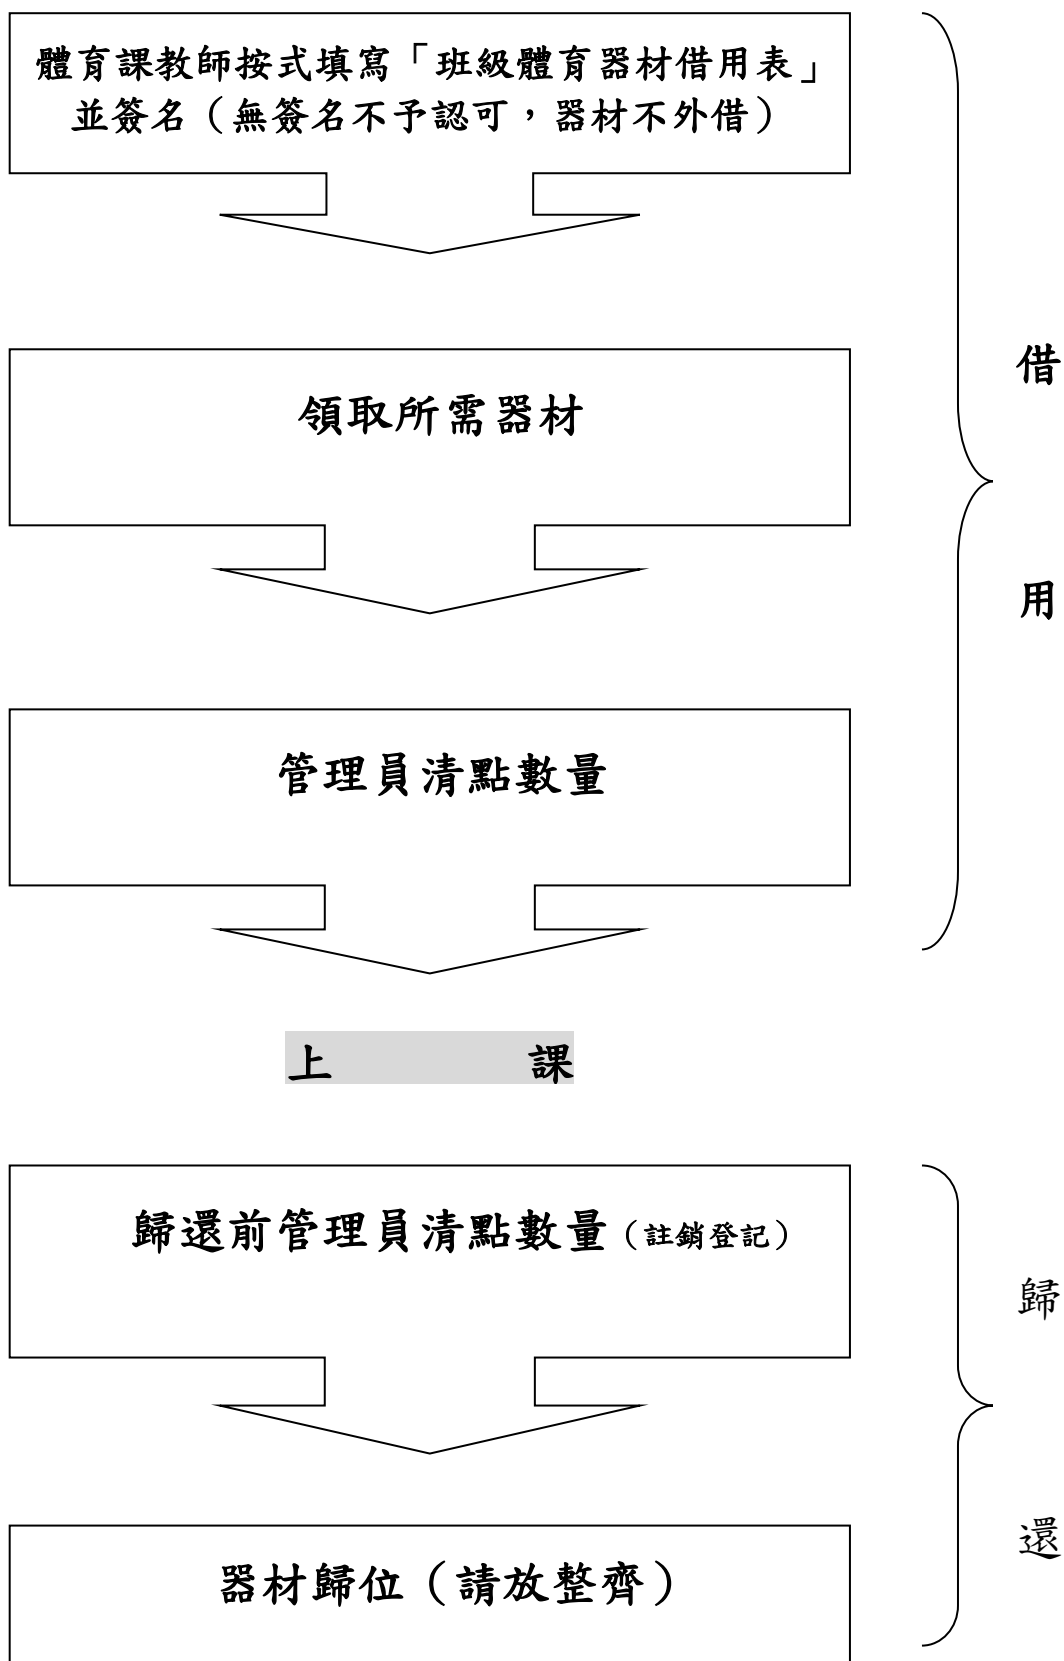 體育課教師按式填寫「班級體育器材借用表」
並簽名（無簽名不予認可，器材不外借）
領取所需器材
管理員清點數量
借
用
上 課
歸還前管理員清點數量（註銷登記）
器材歸位（請放整齊）
歸
還